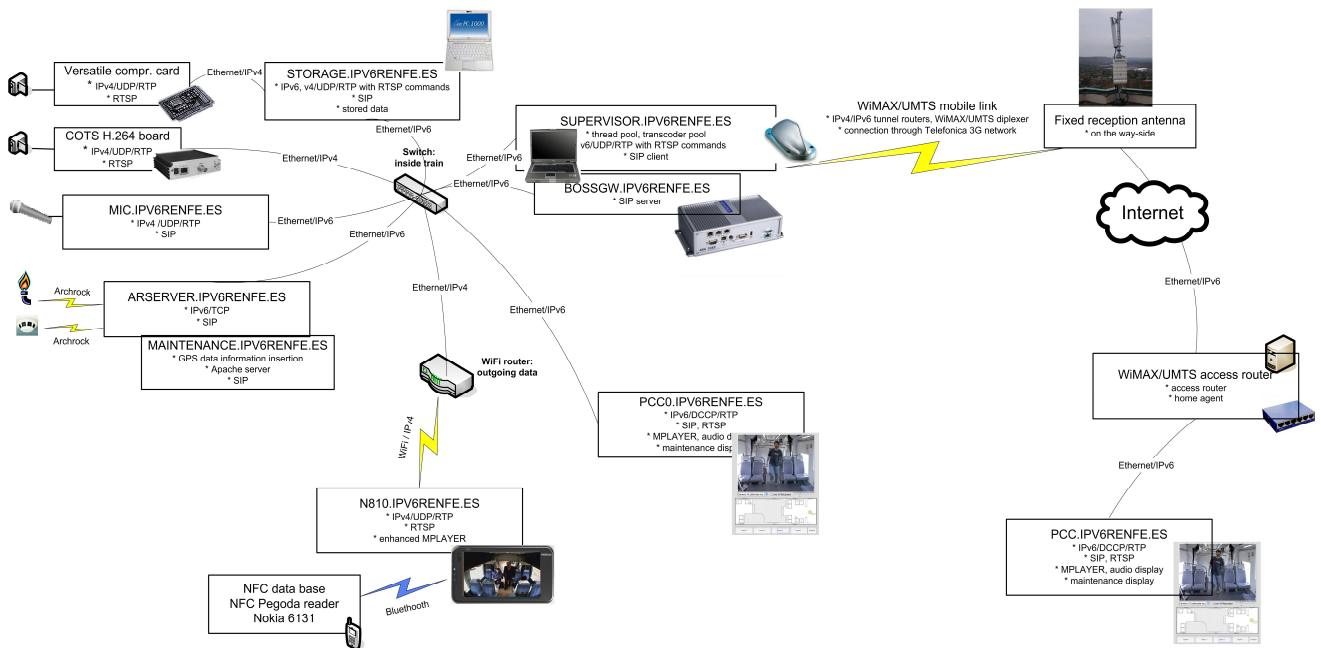 Versatile compr. card
* IPv4/UDP/RTP
* RTSP
Ethernet/IPv4
STORAGE.IPV6RENFE.ES
* IPv6, v4/UDP/RTP with RTSP commands
* SIP
* stored data
Ethernet/IPv6
COTS H.264 board
* IPv4/UDP/RTP
* RTSP
Ethernet/IPv4
Switch:
inside train
MIC.IPV6RENFE.ES
* IPv4 /UDP/RTP
* SIP
Ethernet/IPv6
Ethernet/IPv6
Ethernet/IPv6
Ethernet/IPv6
SUPERVISOR.IPV6RENFE.ES
* thread pool, transcoder pool
v6/UDP/RTP with RTSP commands
* SIP client
BOSSGW.IPV6RENFE.ES
* SIP server
WiMAX/UMTS mobile link
* IPv4/IPv6 tunnel routers, WiMAX/UMTS diplexer
* connection through Telefonica 3G network
Fixed reception antenna
* on the way-side
Internet
Ethernet/IPv6
Archrock
Archrock
ARSERVER.IPV6RENFE.ES
* IPv6/TCP
* SIP
MAINTENANCE.IPV6RENFE.ES
* GPS data information insertion
* Apache server
* SIP
Ethernet/IPv4
Ethernet/IPv6
WiFi router:
outgoing data
WiFi / IPv4
PCC0.IPV6RENFE.ES
* IPv6/DCCP/RTP
* SIP, RTSP
* MPLAYER, audio d
* maintenance disp
WiMAX/UMTS access router
* access router
* home agent
Ethernet/IPv6
N810.IPV6RENFE.ES
* IPv4/UDP/RTP
* RTSP
* enhanced MPLAYER
NFC data base
NFC Pegoda reader
Nokia 6131
Bluethooth
PCC.IPV6RENFE.ES
* IPv6/DCCP/RTP
* SIP, RTSP
* MPLAYER, audio display
* maintenance display